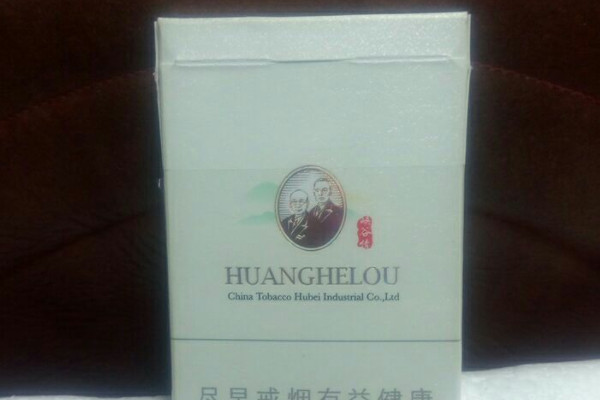 HUANGHELOU
China Tobacco Hubei Industrial Co.,Ltd
尽早戒烟有益健康